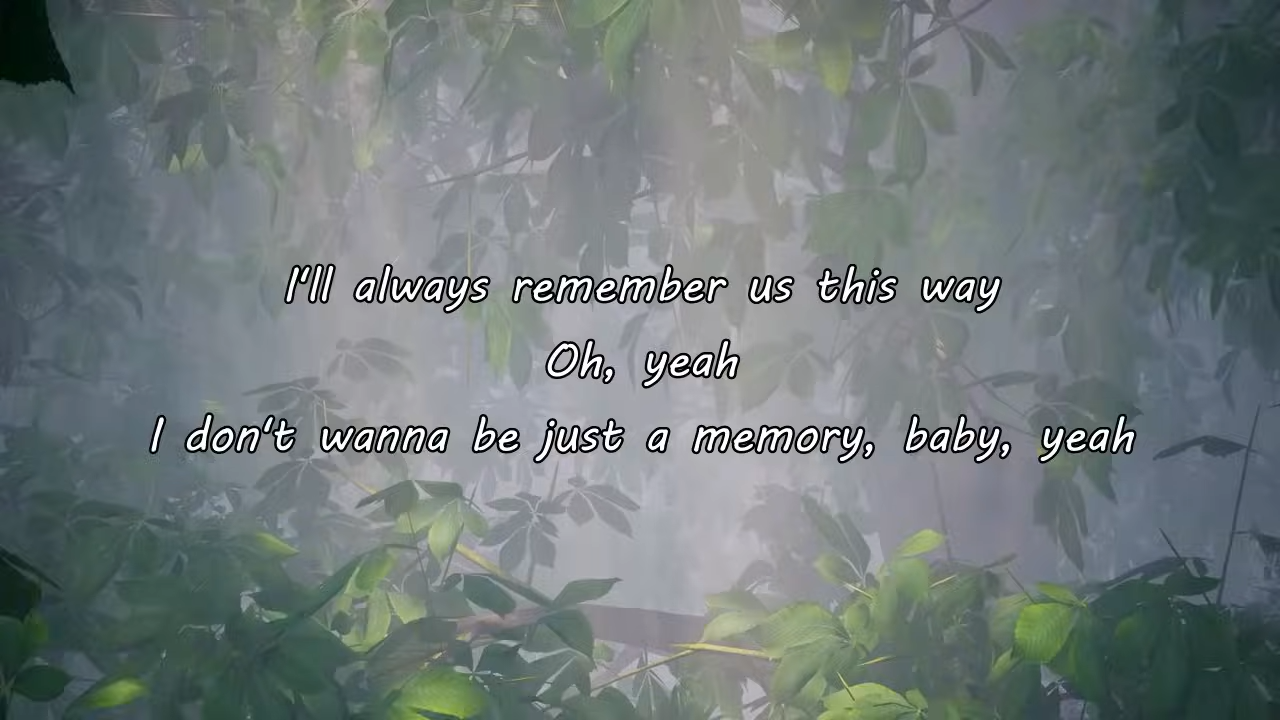 I'll always remember us this way
Oh, yeah
I don't wanna be just a memory, baby, yeah